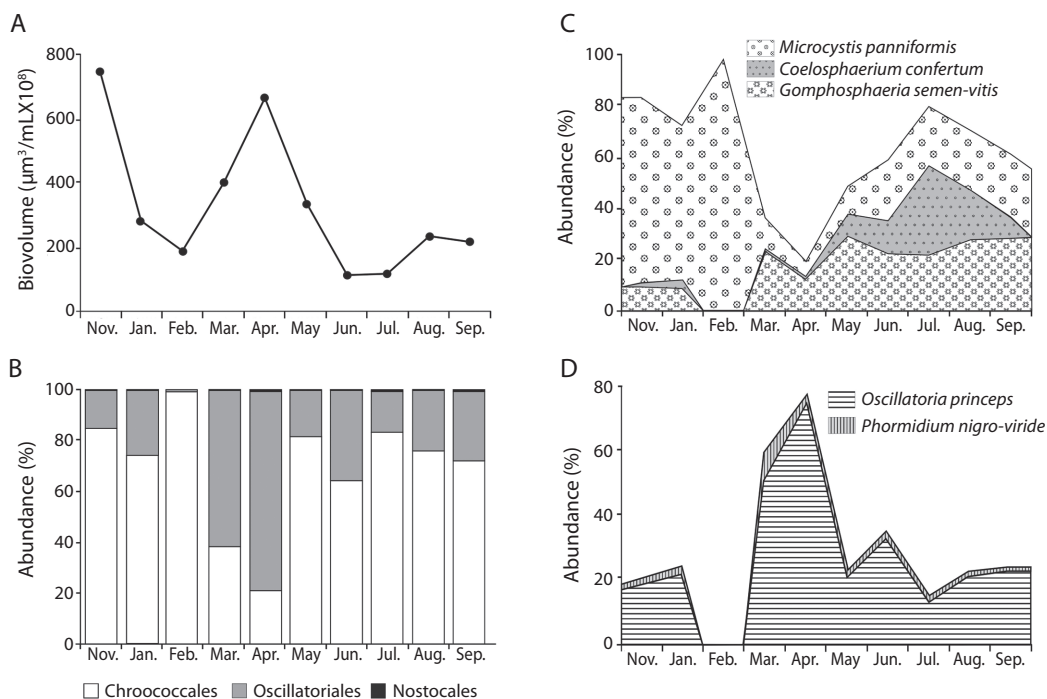 A
Biovolume (µm³/mLX10⁸)
800
600
400
200
0
Nov. Jan. Feb. Mar. Apr. May Jun. Jul. Aug. Sep.
B
Abundance (%)
100
80
60
40
20
0
Nov. Jan. Feb. Mar. Apr. May Jun. Jul. Aug. Sep.
Chroococcales Oscillatoriales Nostocales
C
Abundance (%)
100
80
60
40
20
0
Microcystis panniformis
Coelosphaerium confertum
Gomphosphaeria semen-vitis
Nov. Jan. Feb. Mar. Apr. May Jun. Jul. Aug. Sep.
D
Abundance (%)
80
60
40
20
0
Oscillatoria princeps
Phormidium nigro-viride
Nov. Jan. Feb. Mar. Apr. May Jun. Jul. Aug. Sep.